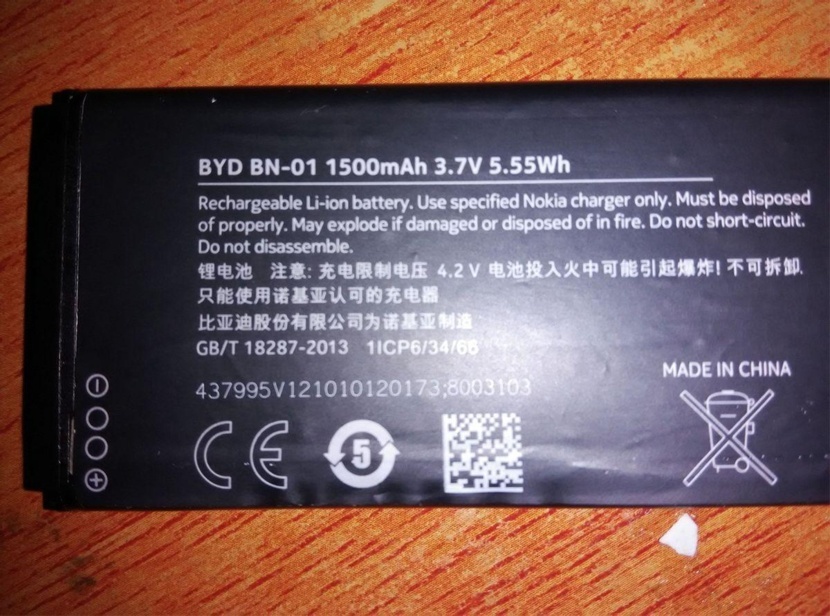 BYD BN-01 1500mAh 3.7V 5.55Wh
Rechargeable Li-ion battery. Use specified Nokia charger only. Must be disposed
of properly. May explode if damaged or disposed of in fire. Do not short-circuit.
Do not disassemble.
锂电池 注意: 充电限制电压 4.2 V 电池投入火中可能引起爆炸! 不可拆卸.
只能使用诺基亚认可的充电器
比亚迪股份有限公司为诺基亚制造
GB/T 18287-2013 1ICP6/34/66
MADE IN CHINA
437995V121010120173;8003103
CE 5